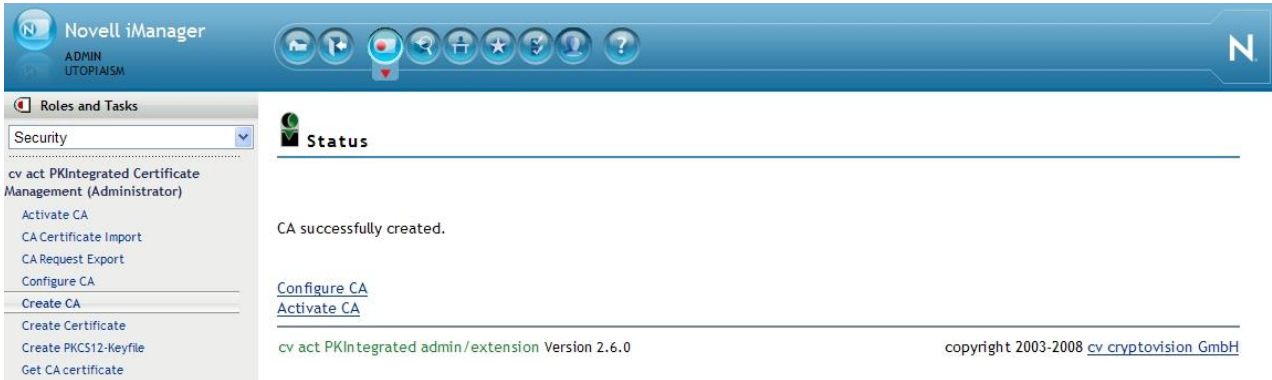 Novell iManager
ADMIN
UTOPIAISM
N
Roles and Tasks
Security
cv act PKIntegrated Certificate
Management (Administrator)
Activate CA
CA Certificate Import
CA Request Export
Configure CA
Create CA
Create Certificate
Create PKCS12-Keyfile
Get CA certificate
Status
CA successfully created.
Configure CA
Activate CA
cv act PKIntegrated admin/extension Version 2.6.0
copyright 2003-2008 cv cryptovision GmbH